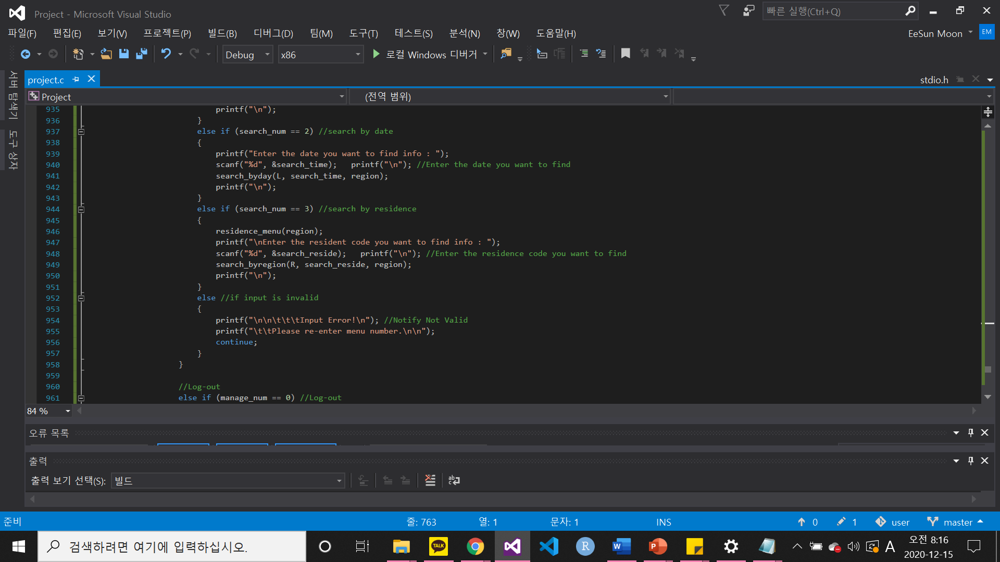 Project - Microsoft Visual Studio
빠른 실행(Ctrl+Q)
파일(F) 편집(E) 보기(V) 프로젝트(P) 빌드(B) 디버그(D) 팀(M) 도구(T) 테스트(S) 분석(N) 창(W) 도움말(H)
EeSun Moon EM
Debug x86 로컬 Windows 디버거
서버 탐색기
도구 상자
project.c
stdio.h
Project (전역 범위)
935 printf("\n");
936 }
937 else if (search_num == 2) //search by date
938 {
939 printf("Enter the date you want to find info : ");
940 scanf("%d", &search_time); printf("\n"); //Enter the date you want to find
941 search_byday(L, search_time, region);
942 printf("\n");
943 }
944 else if (search_num == 3) //search by residence
945 {
946 residence_menu(region);
947 printf("\nEnter the resident code you want to find info : ");
948 scanf("%d", &search_reside); printf("\n"); //Enter the residence code you want to find
949 search_byregion(R, search_reside, region);
950 printf("\n");
951 }
952 else //if input is invalid
953 {
954 printf("\n\n\t\t\tInput Error!\n"); //Notify Not Valid
955 printf("\t\tPlease re-enter menu number.\n\n");
956 continue;
957 }
958 }
959
960 //Log-out
961 else if (manage_num == 0) //Log-out
84 %
오류 목록
출력
출력 보기 선택(S): 빌드
준비 줄: 763 열: 1 문자: 1 INS 0 1 user master
검색하려면 여기에 입력하십시오.
TALK
R
W
P
A
오전 8:16
2020-12-15